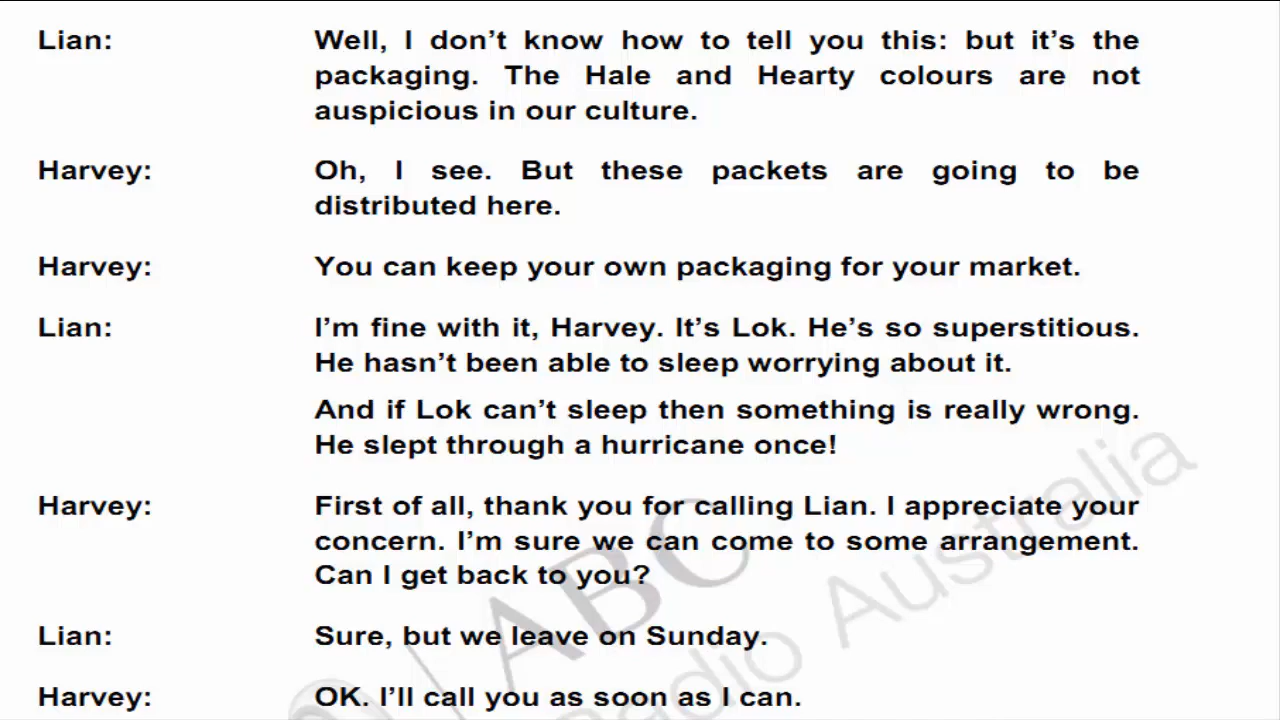 Lian: Well, I don't know how to tell you this: but it's the
packaging. The Hale and Hearty colours are not
auspicious in our culture.
Harvey: Oh, I see. But these packets are going to be
distributed here.
Harvey: You can keep your own packaging for your market.
Lian: I'm fine with it, Harvey. It's Lok. He's so superstitious.
He hasn't been able to sleep worrying about it.
And if Lok can't sleep then something is really wrong.
He slept through a hurricane once!
Harvey: First of all, thank you for calling Lian. I appreciate your
concern. I'm sure we can come to some arrangement.
Can I get back to you?
Lian: Sure, but we leave on Sunday.
Harvey: OK. I'll call you as soon as I can.
ABC
Radio Australia